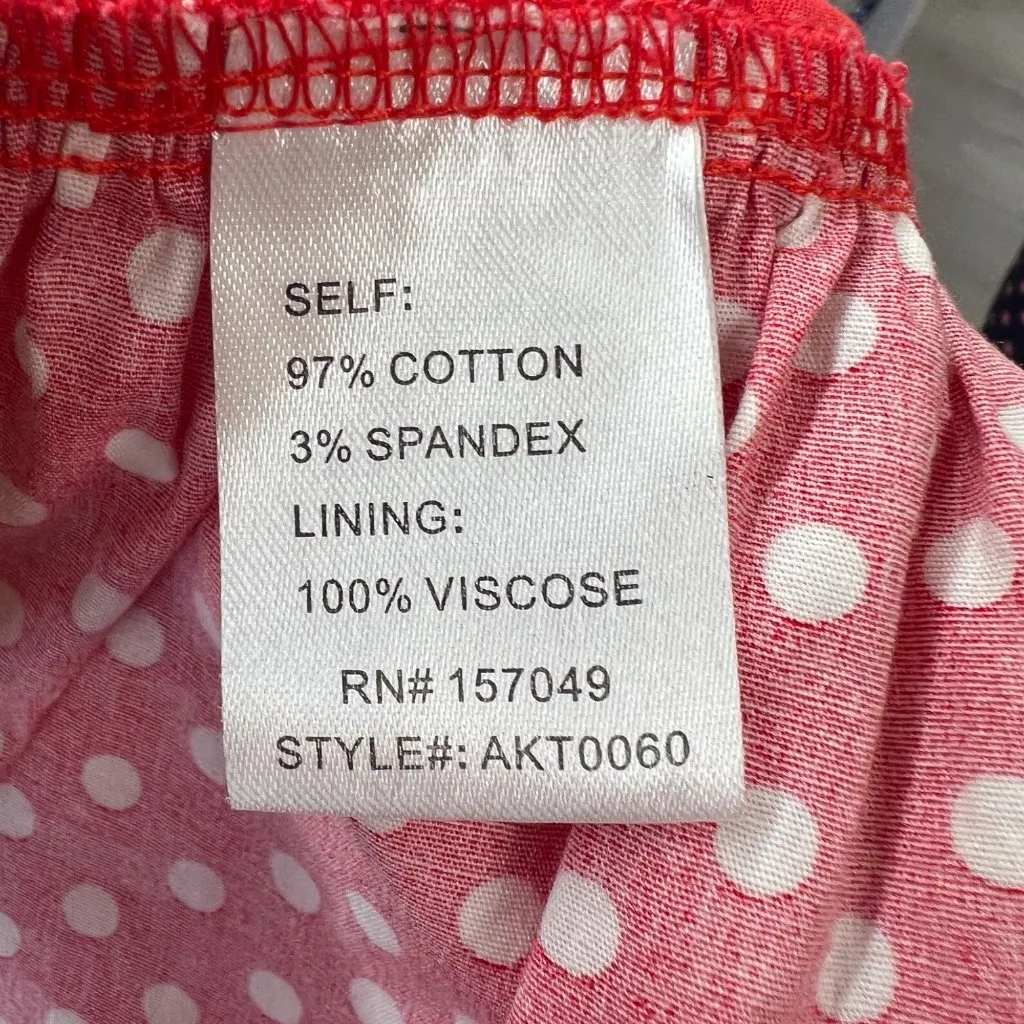 SELF:
97% COTTON
3% SPANDEX
LINING:
100% VISCOSE
RN# 157049
STYLE#: AKT0060